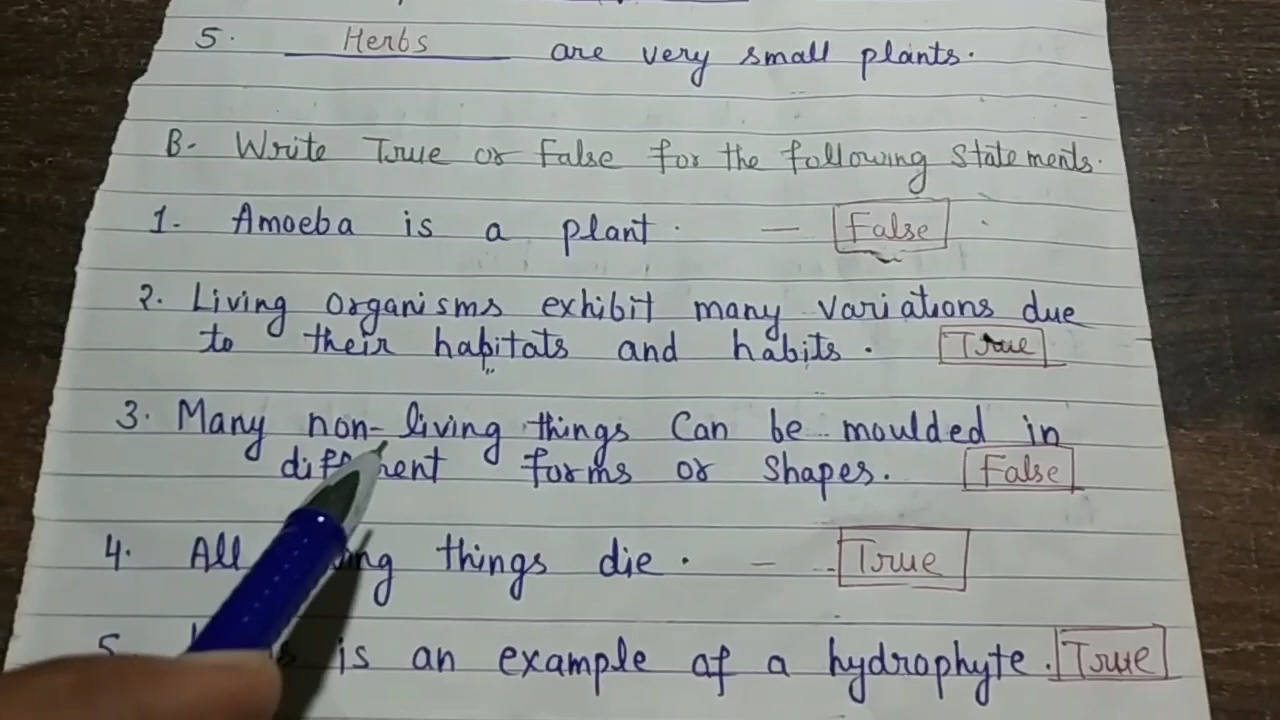 5. Herbs are very small plants.
B. Write True or False for the following statements.
1. Amoeba is a plant. — False
2. Living organisms exhibit many variations due
to their habitats and habits. True
3. Many non-living things can be moulded in
different forms or shapes. False
4. All things die. — True
5. is an example of a hydrophyte. True